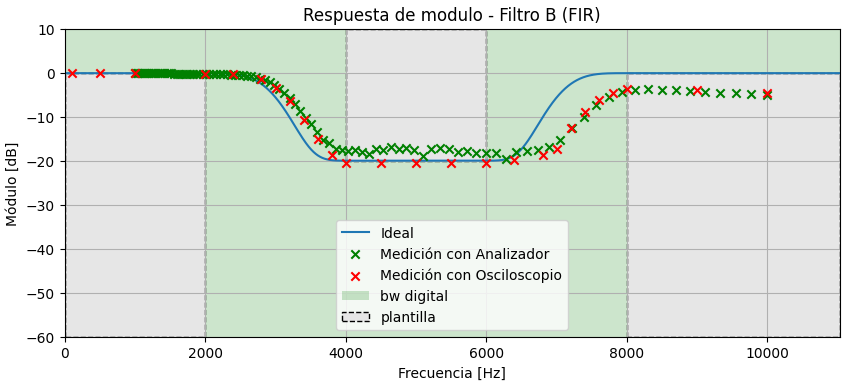 Respuesta de modulo - Filtro B (FIR)
10
0
−10
−20
−30
−40
−50
−60
Módulo [dB]
Ideal
Medición con Analizador
Medición con Osciloscopio
bw digital
plantilla
0 2000 4000 6000 8000 10000
Frecuencia [Hz]